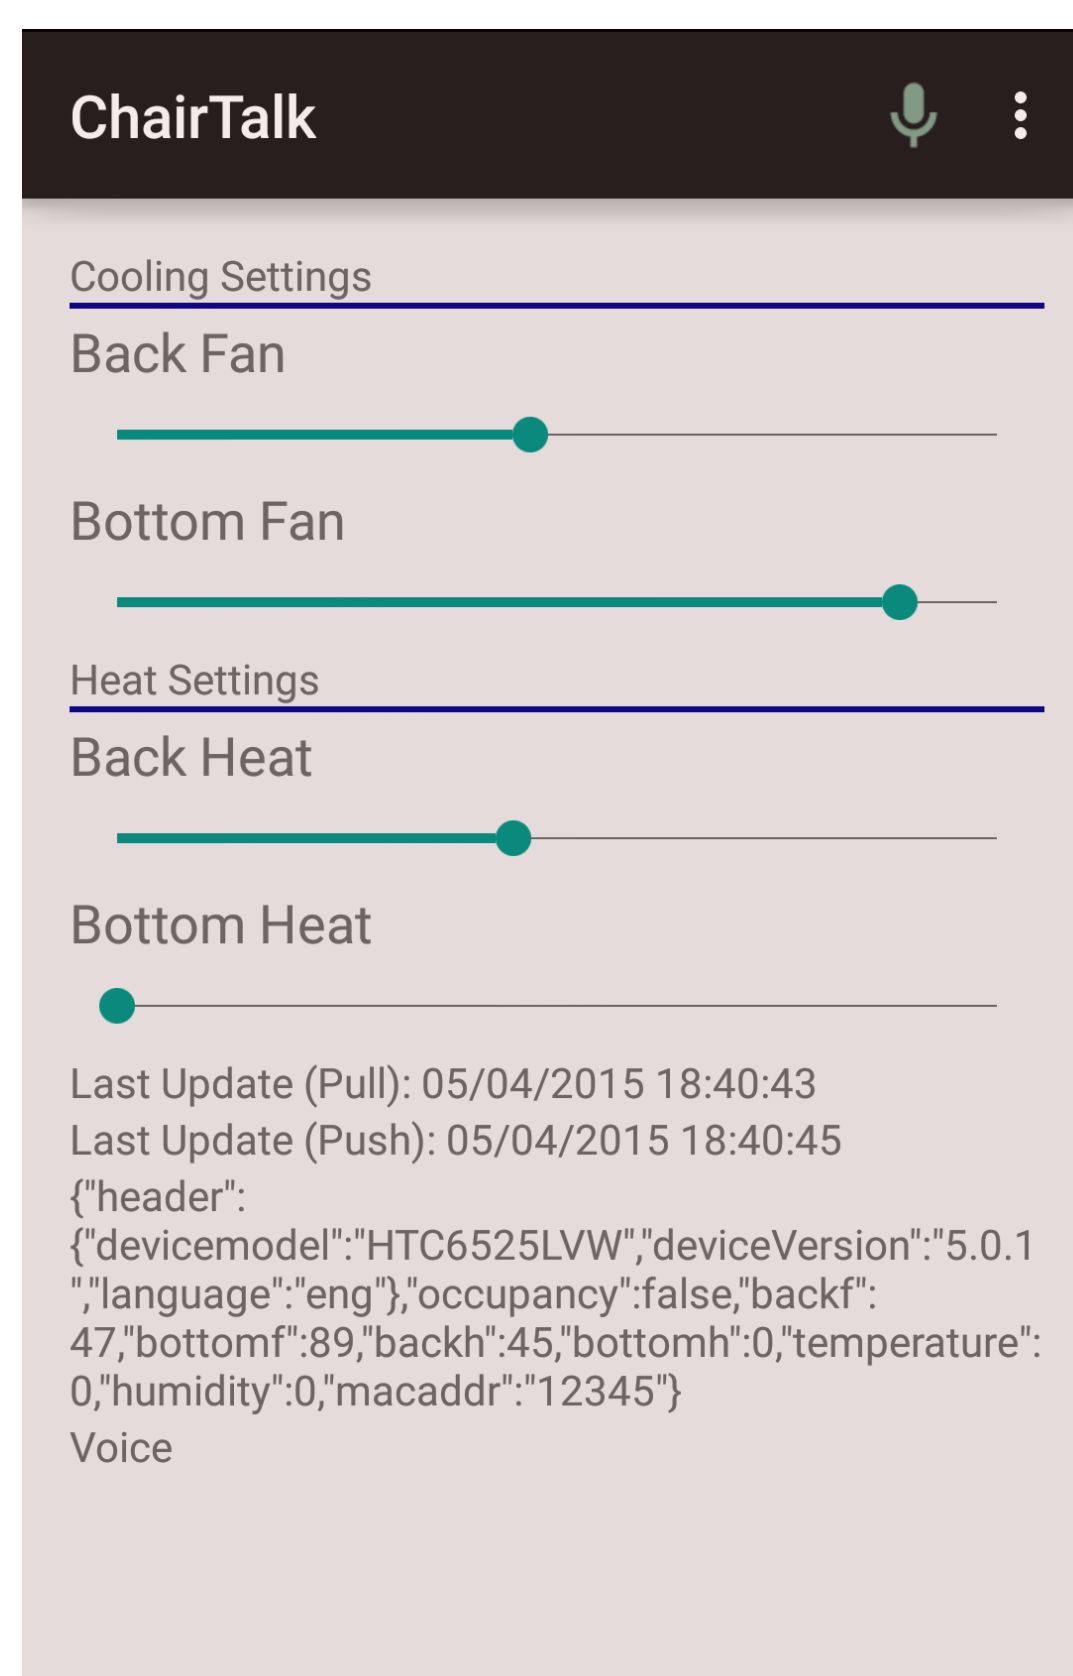 ChairTalk
Cooling Settings
Back Fan
Bottom Fan
Heat Settings
Back Heat
Bottom Heat
Last Update (Pull): 05/04/2015 18:40:43
Last Update (Push): 05/04/2015 18:40:45
{"header":
{"devicemodel":"HTC6525LVW","deviceVersion":"5.0.1
","language":"eng"},"occupancy":false,"backf":
47,"bottomf":89,"backh":45,"bottomh":0,"temperature":
0,"humidity":0,"macaddr":"12345"}
Voice